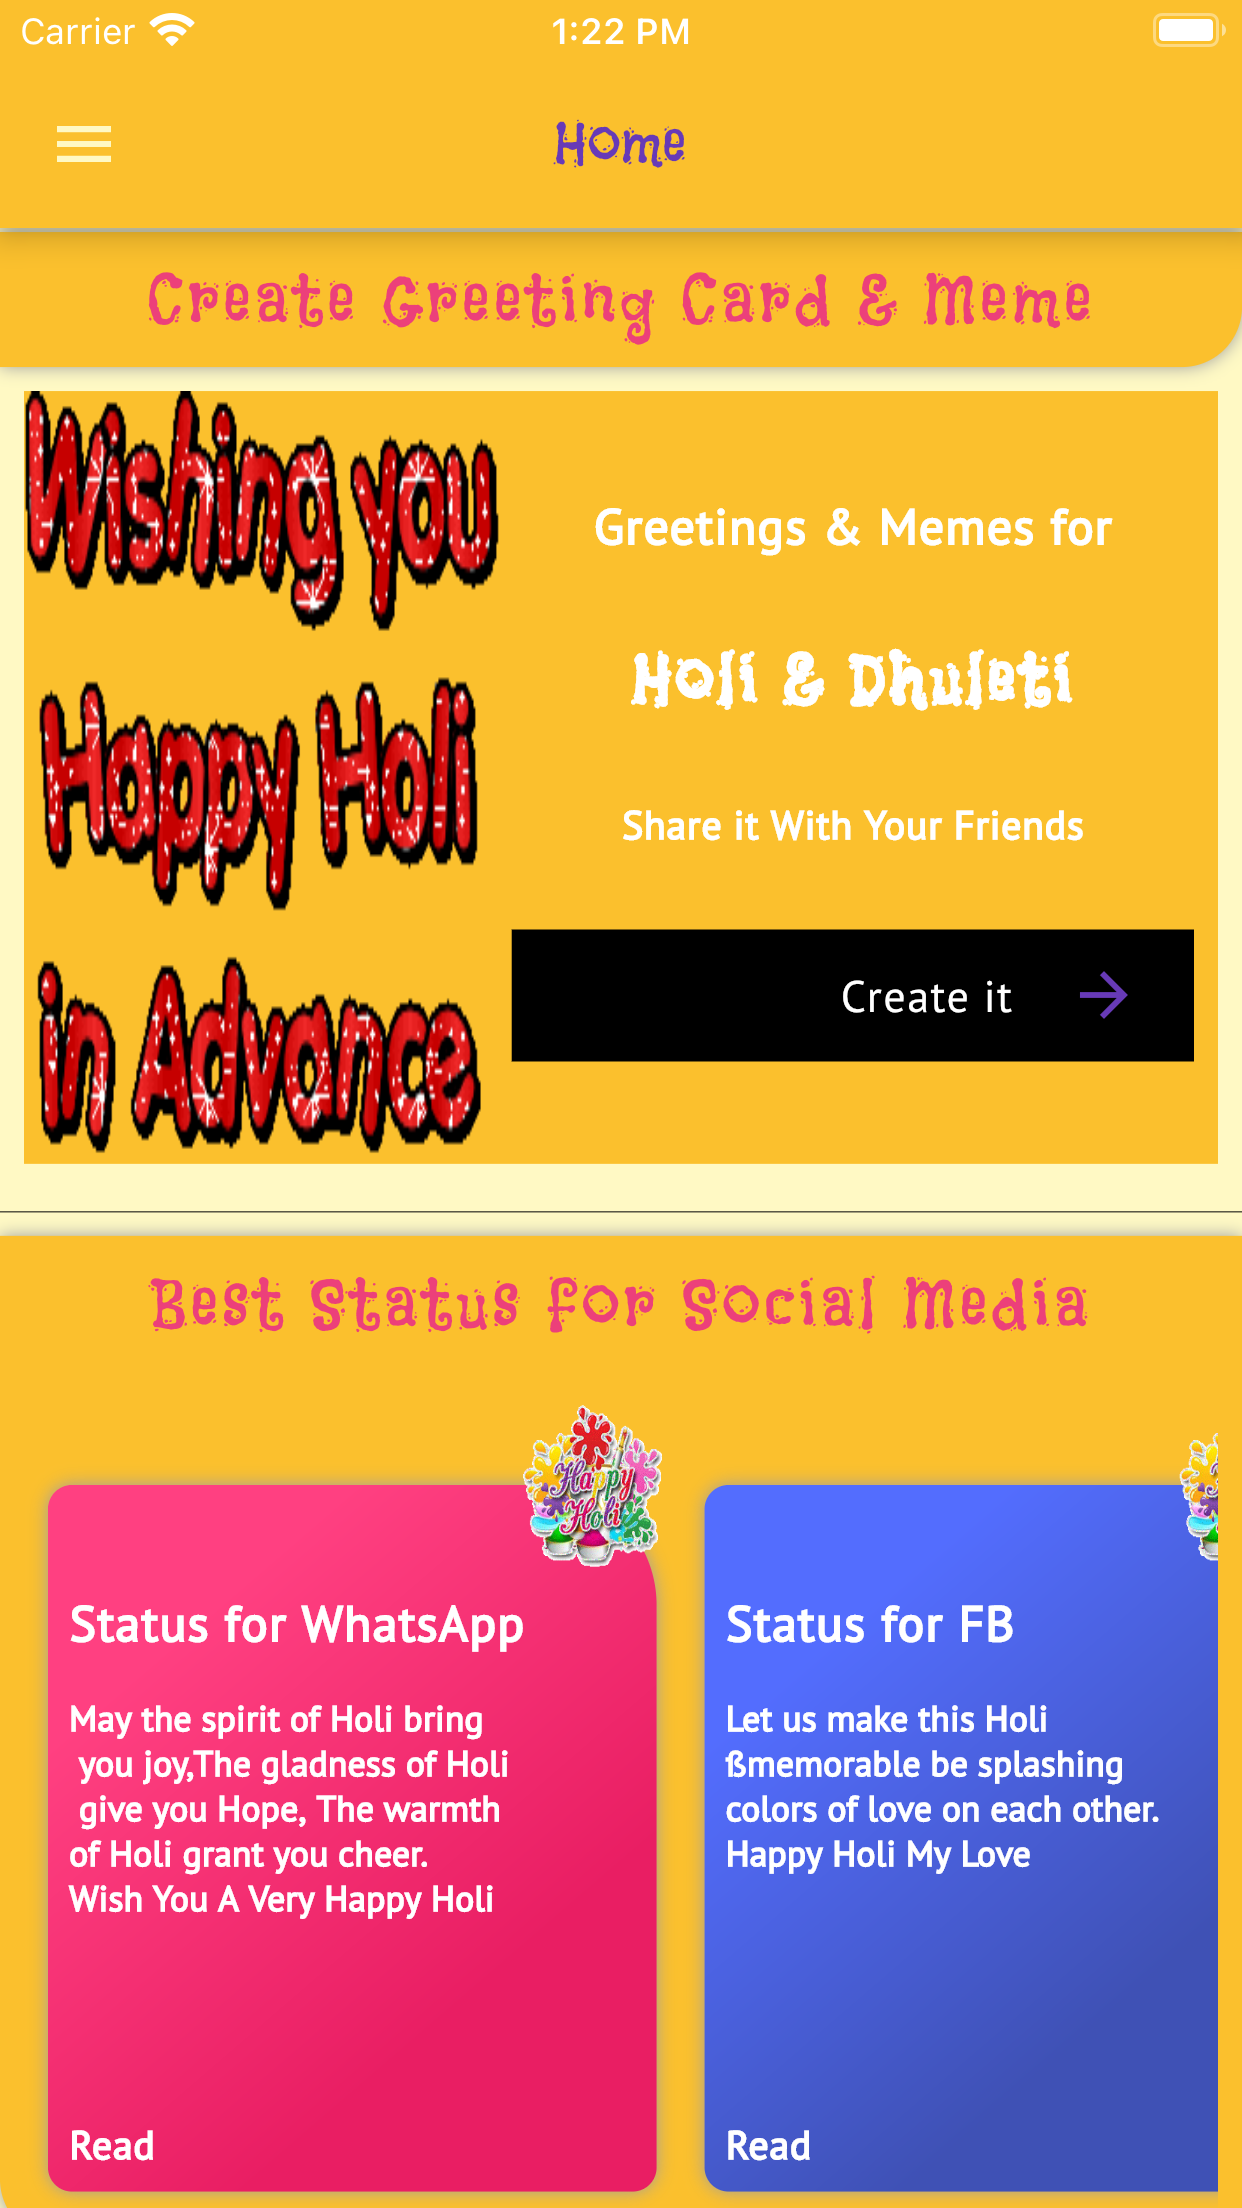 Carrier
1:22 PM
Home
Create Greeting Card & Meme
Wishing you
Happy Holi
in Advance
Greetings & Memes for
Holi & Dhuleti
Share it With Your Friends
Create it
Best Status for Social Media
Happy
Holi
Status for WhatsApp
May the spirit of Holi bring
you joy,The gladness of Holi
give you Hope, The warmth
of Holi grant you cheer.
Wish You A Very Happy Holi
Read
Status for FB
Let us make this Holi
ßmemorable be splashing
colors of love on each other.
Happy Holi My Love
Read